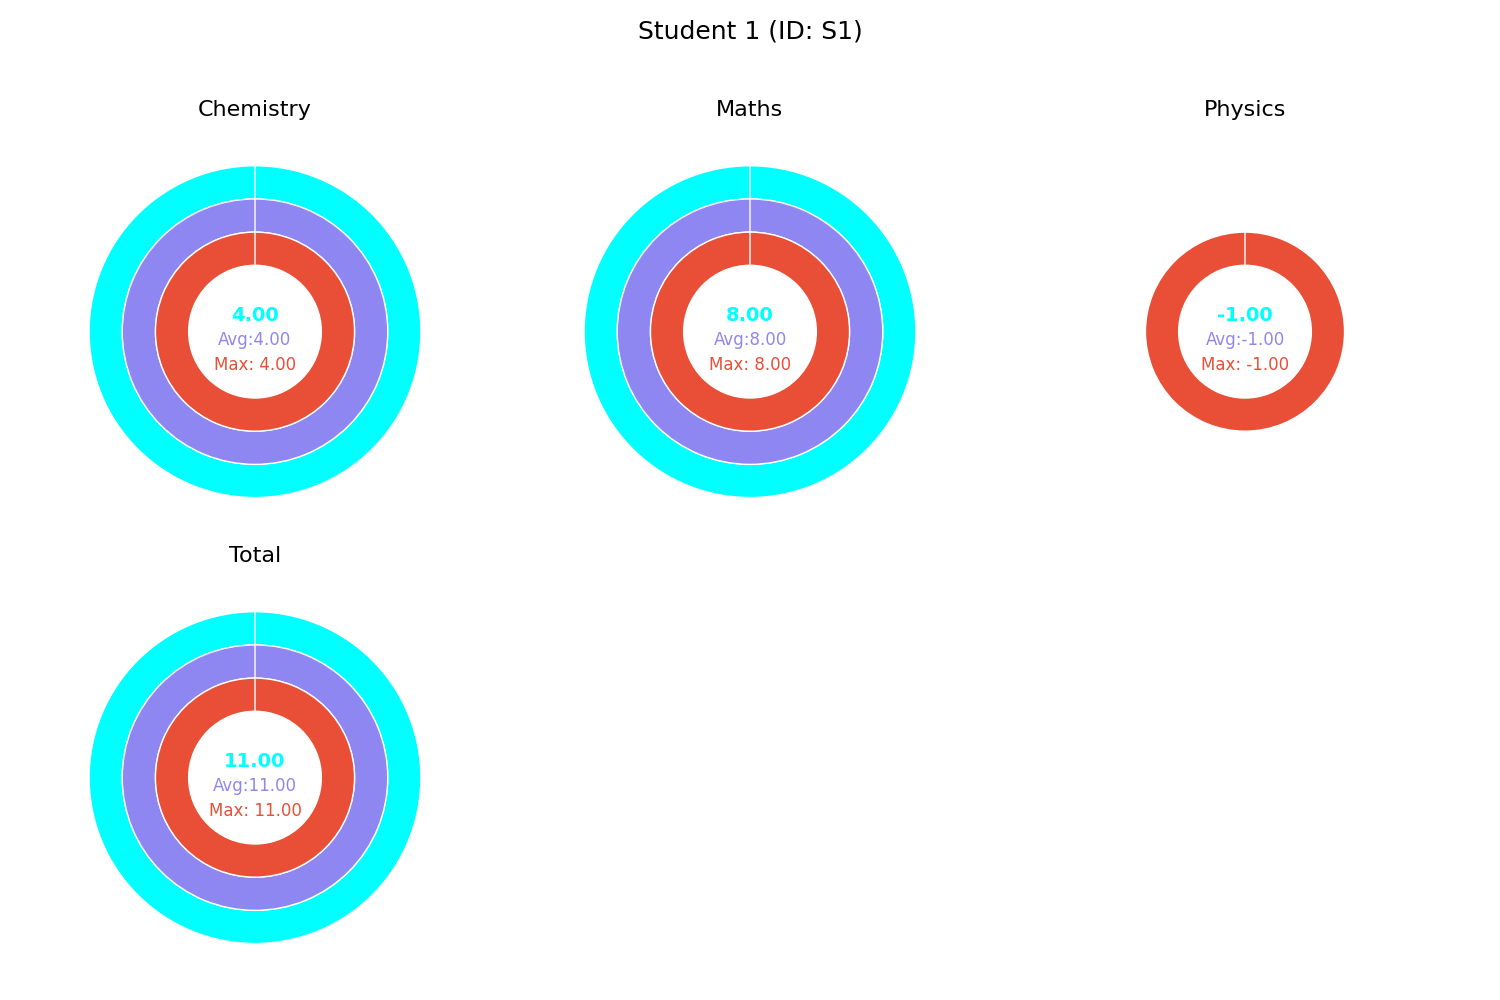 Student 1 (ID: S1)
Chemistry
4.00
Avg:4.00
Max: 4.00
Maths
8.00
Avg:8.00
Max: 8.00
Physics
-1.00
Avg:-1.00
Max: -1.00
Total
11.00
Avg:11.00
Max: 11.00